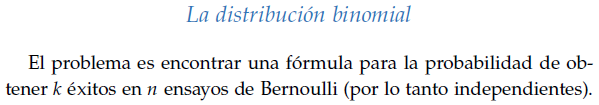 La distribución binomial
El problema es encontrar una fórmula para la probabilidad de ob-
tener k éxitos en n ensayos de Bernoulli (por lo tanto independientes).